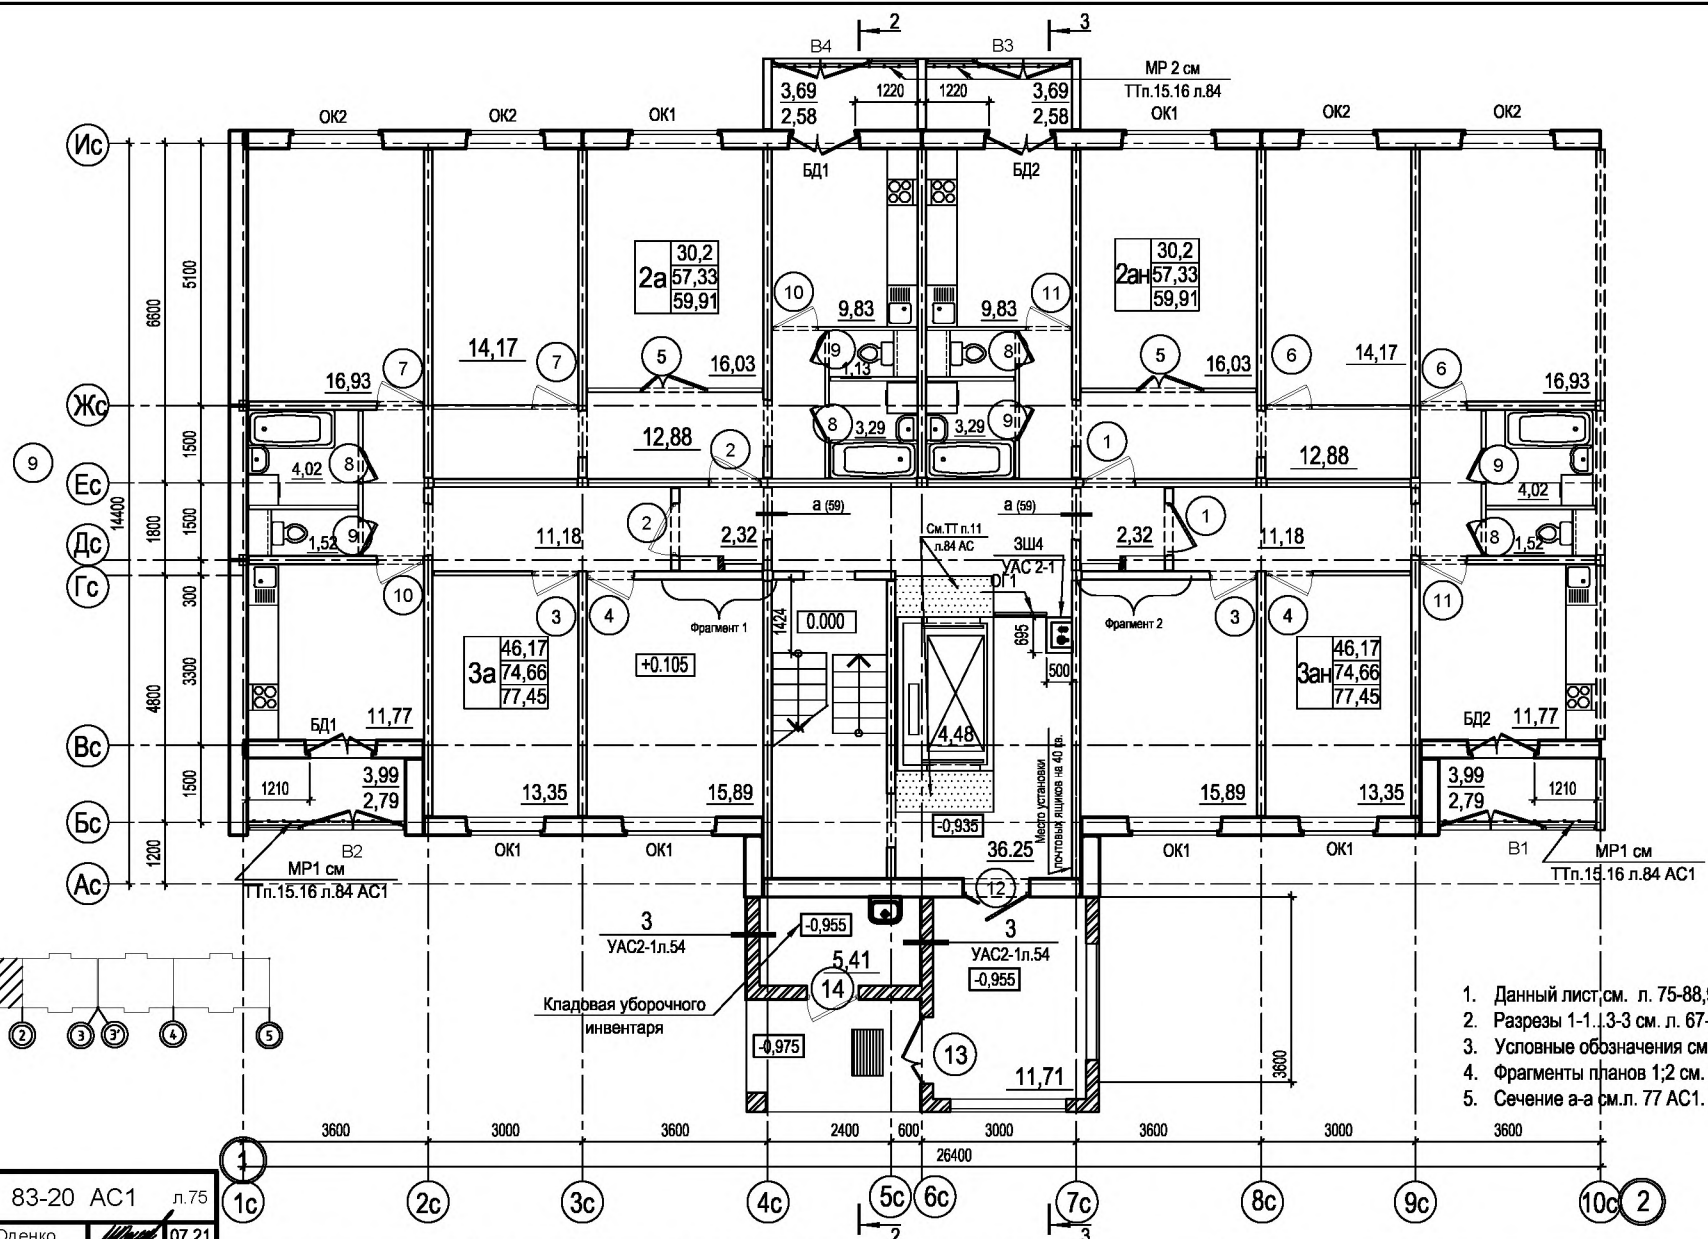 2
3
В4
В3
МР 2 см
ТТп.15.16 л.84
3,69
2,58
1220
1220
3,69
2,58
ОК2
ОК2
ОК1
ОК1
ОК2
ОК2
Ис
БД1
БД2
5100
6600
2а
30,2
57,33
59,91
2ан
30,2
57,33
59,91
10
11
9,83
9,83
14,17
7
7
5
16,03
9
8
5
16,03
6
14,17
6
16,93
1,13
16,93
Жс
1500
12,88
8
3,29
3,29
9
1
12,88
9
4,02
8
2
9
4,02
Ес
14400
1800
1500
а (59)
а (59)
2
1
См.ТТ п.11
л.84 АС
Дс
1,52
9
11,18
2,32
ЗШ4
УАС 2-1
2,32
11,18
8
1,52
Гс
300
10
3
4
ОГ1
3
4
11
Фрагмент 1
1424
0.000
695
Фрагмент 2
3а
46,17
74,66
77,45
+0.105
500
3ан
46,17
74,66
77,45
3300
4800
БД1
11,77
4,48
БД2
11,77
Вс
Место установки
почтовых ящиков на 40 кв.
1500
1210
3,99
2,79
13,35
15,89
15,89
13,35
3,99
2,79
1210
Бс
-0,935
1200
В2
ОК1
ОК1
36.25
ОК1
ОК1
В1
МР1 см
ТТп.15.16 л.84 АС1
МР1 см
ТТп.15.16 л.84 АС1
Ас
12
3
УАС2-1л.54
-0,955
3
УАС2-1л.54
5,41
-0,955
14
Кладовая уборочного
инвентаря
2
3
3'
4
5
-0,975
13
11,71
3600
1. Данный лист см. л. 75-88,
2. Разрезы 1-1...3-3 см. л. 67-
3. Условные обозначения см
4. Фрагменты планов 1;2 см.
5. Сечение а-а см.л. 77 АС1.
3600
3000
3600
2400
600
3000
3600
3000
3600
1
26400
1с
2с
3с
4с
5с
6с
7с
8с
9с
10с
2
83-20 АС1
л.75
2
3
07.21